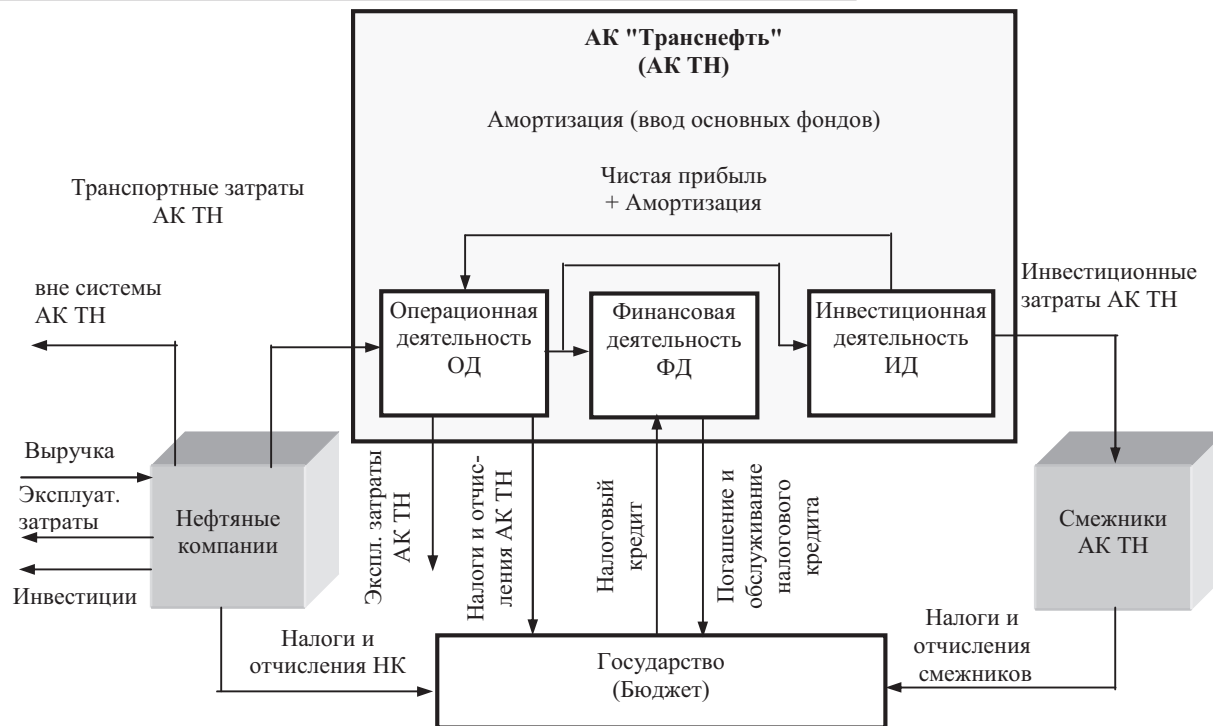 АК "Транснефть"
(АК ТН)
Амортизация (ввод основных фондов)
Чистая прибыль
+ Амортизация
Транспортные затраты
АК ТН
вне системы
АК ТН
Операционная
деятельность
ОД
Финансовая
деятельность
ФД
Инвестиционная
деятельность
ИД
Инвестиционные
затраты АК ТН
Выручка
Эксплуат.
затраты
Инвестиции
Нефтяные
компании
Экспл. затраты
АК ТН
Налоги и отчис-
ления АК ТН
Налоговый
кредит
Погашение и
обслуживание
налогового
кредита
Смежники
АК ТН
Налоги и
отчисления НК
Государство
(Бюджет)
Налоги и
отчисления
смежников